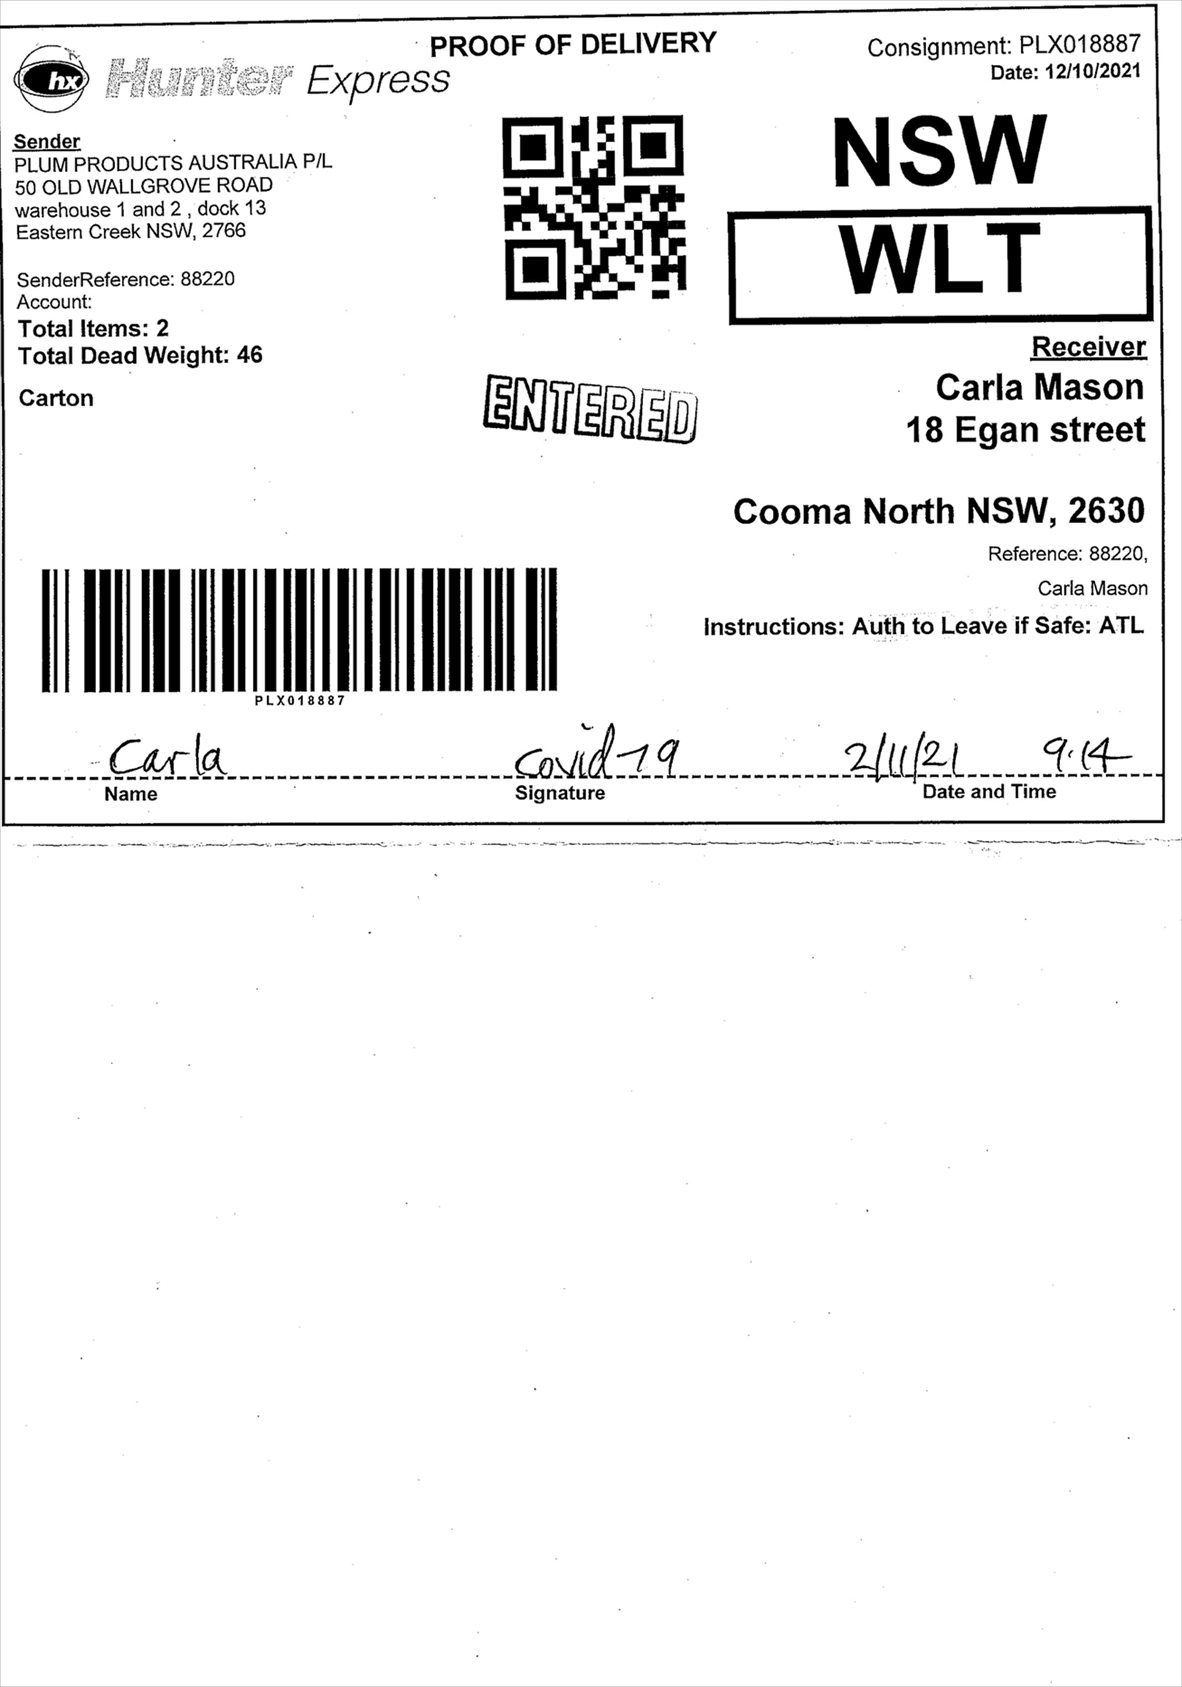 PROOF OF DELIVERY
hx Hunter Express
Consignment: PLX018887
Date: 12/10/2021
Sender
PLUM PRODUCTS AUSTRALIA P/L
50 OLD WALLGROVE ROAD
warehouse 1 and 2 , dock 13
Eastern Creek NSW, 2766
SenderReference: 88220
Account:
Total Items: 2
Total Dead Weight: 46
Carton
NSW
WLT
ENTERED
Receiver
Carla Mason
18 Egan street
Cooma North NSW, 2630
Reference: 88220,
Carla Mason
Instructions: Auth to Leave if Safe: ATL
PLX018887
Carla covid-19 2/11/21 9.14
Name Signature Date and Time